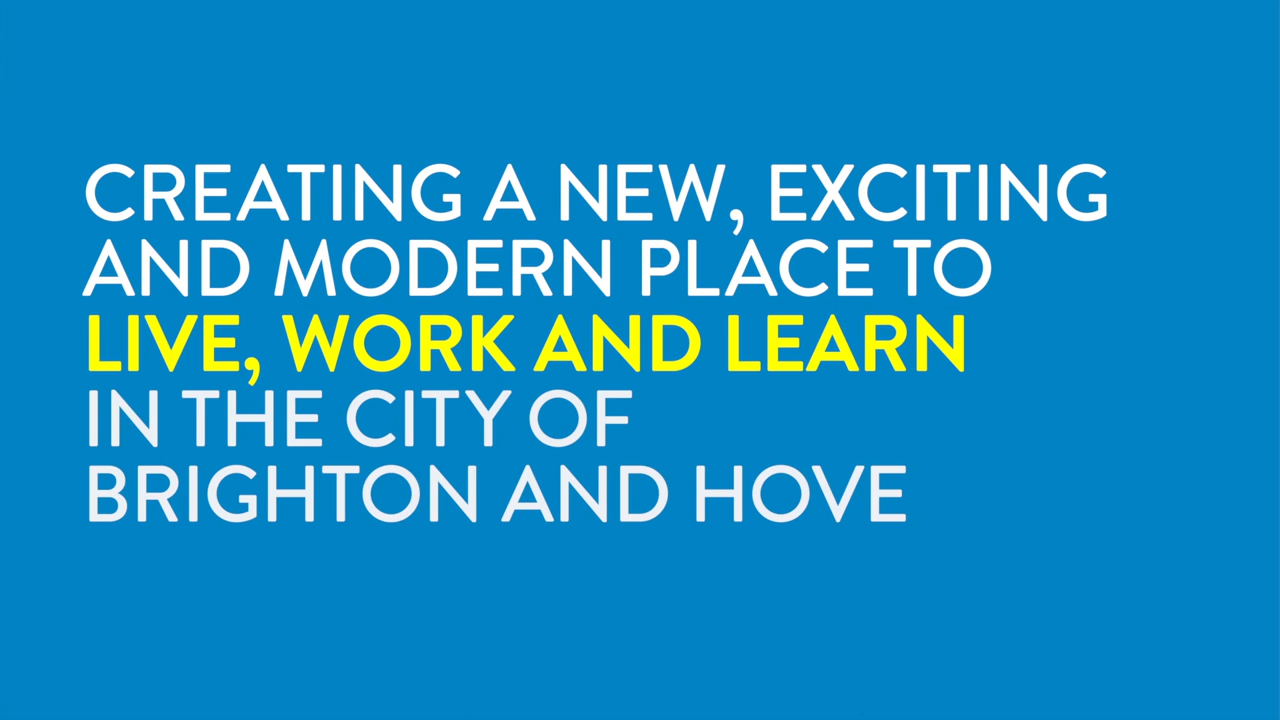 CREATING A NEW, EXCITING
AND MODERN PLACE TO
LIVE, WORK AND LEARN
IN THE CITY OF
BRIGHTON AND HOVE